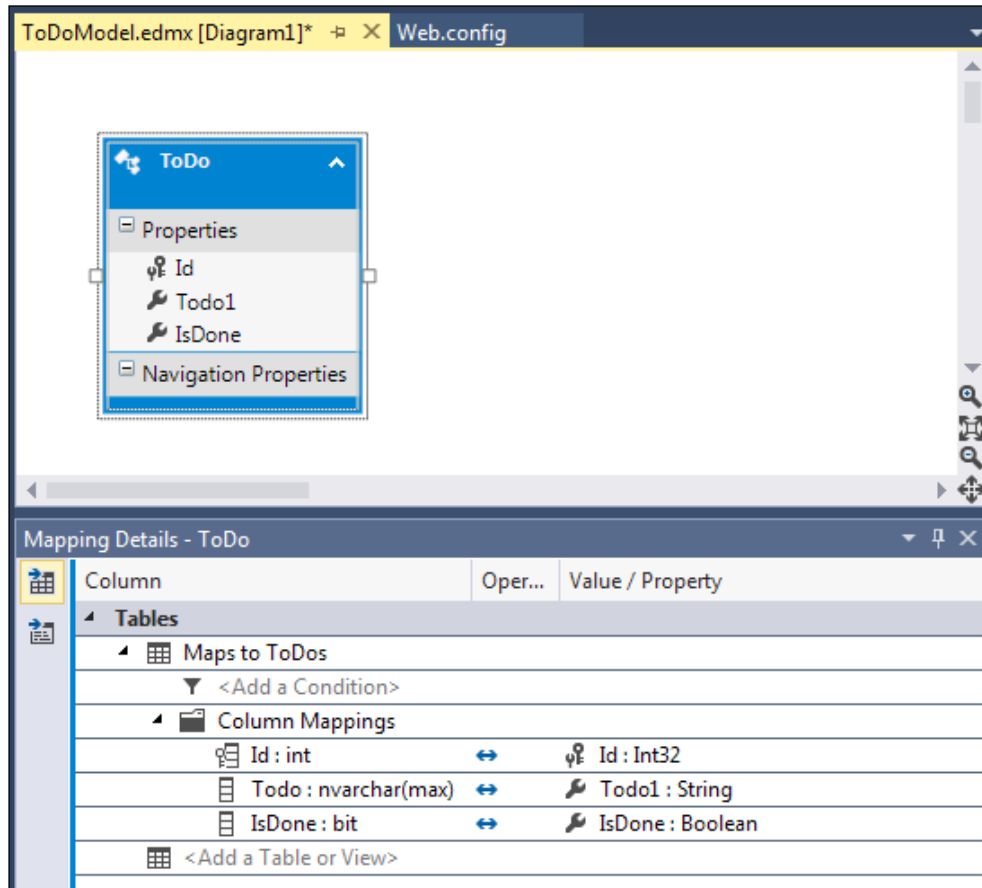 ToDoModel.edmx [Diagram1]* Web.config
ToDo
Properties
Id
Todo1
IsDone
Navigation Properties
Mapping Details - ToDo
Column Oper... Value / Property
Tables
Maps to ToDos
<Add a Condition>
Column Mappings
Id : int Id : Int32
Todo : nvarchar(max) Todo1 : String
IsDone : bit IsDone : Boolean
<Add a Table or View>